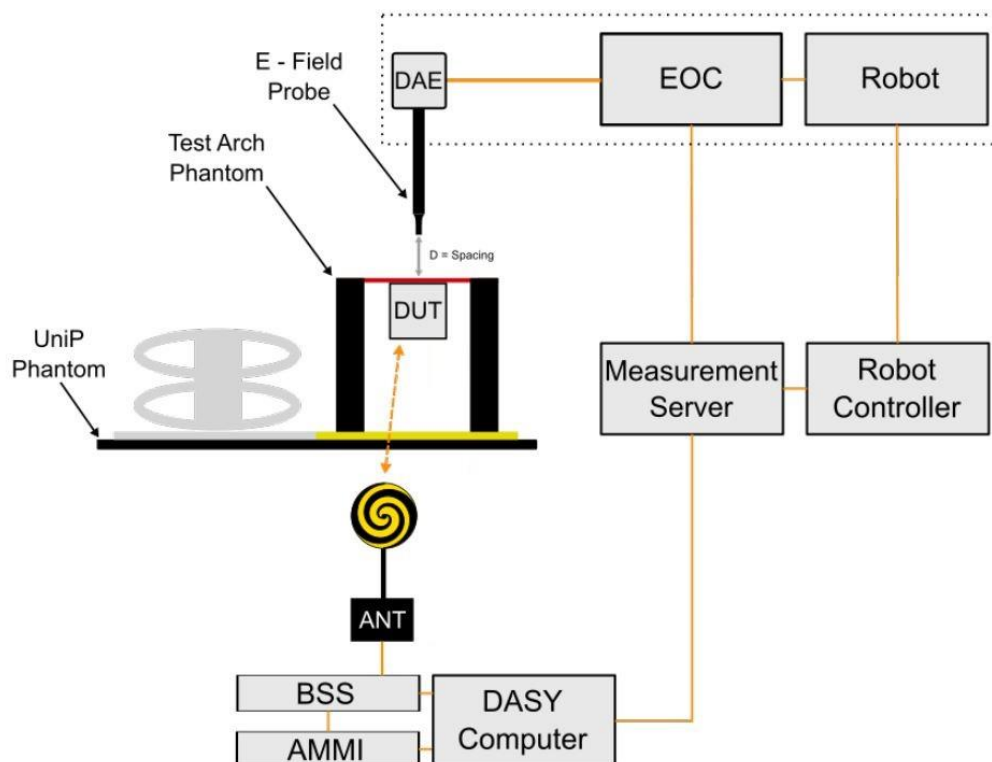 E - Field
Probe
DAE
EOC
Robot
Test Arch
Phantom
D = Spacing
DUT
UniP
Phantom
Measurement
Server
Robot
Controller
ANT
BSS
DASY
Computer
AMMI